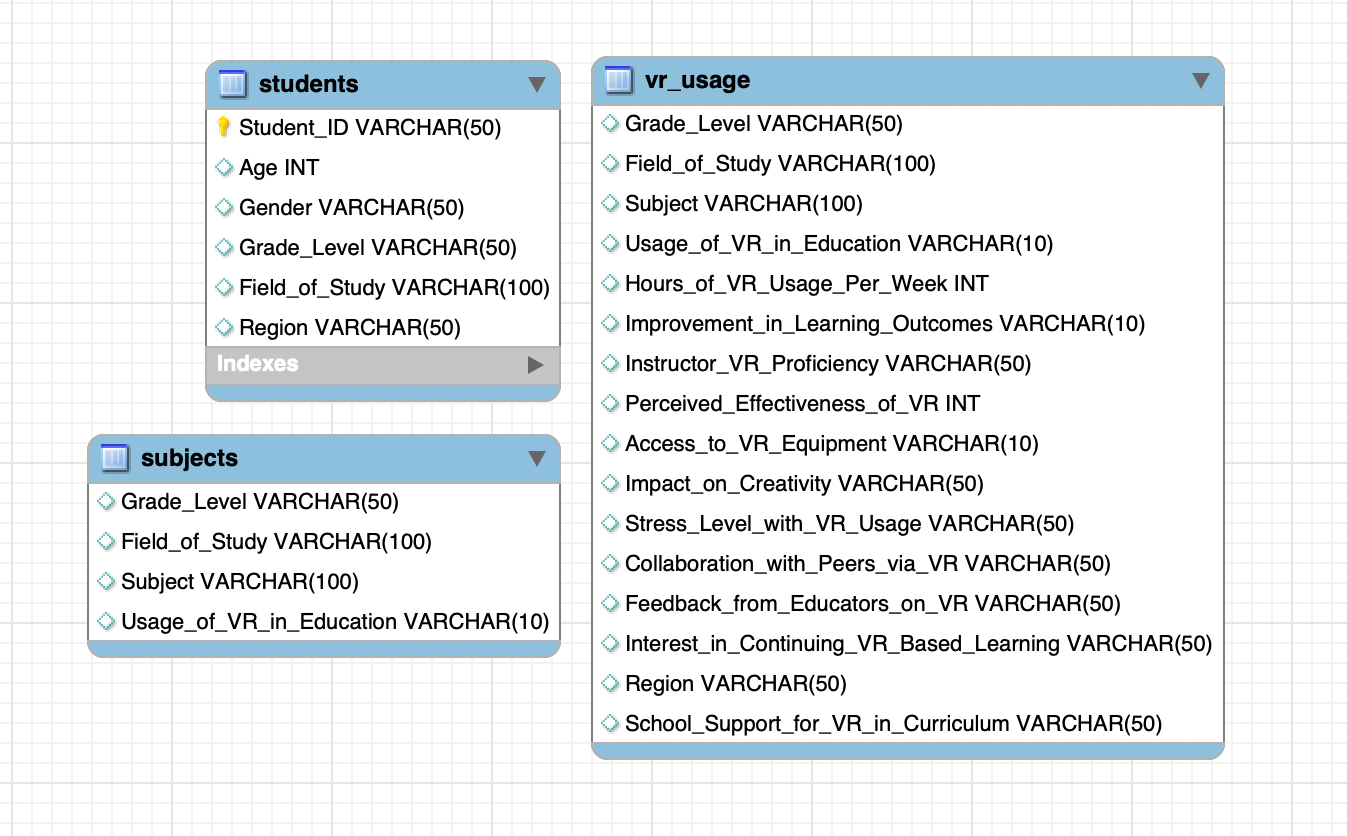 students
Student_ID VARCHAR(50)
Age INT
Gender VARCHAR(50)
Grade_Level VARCHAR(50)
Field_of_Study VARCHAR(100)
Region VARCHAR(50)
Indexes
subjects
Grade_Level VARCHAR(50)
Field_of_Study VARCHAR(100)
Subject VARCHAR(100)
Usage_of_VR_in_Education VARCHAR(10)
vr_usage
Grade_Level VARCHAR(50)
Field_of_Study VARCHAR(100)
Subject VARCHAR(100)
Usage_of_VR_in_Education VARCHAR(10)
Hours_of_VR_Usage_Per_Week INT
Improvement_in_Learning_Outcomes VARCHAR(10)
Instructor_VR_Proficiency VARCHAR(50)
Perceived_Effectiveness_of_VR INT
Access_to_VR_Equipment VARCHAR(10)
Impact_on_Creativity VARCHAR(50)
Stress_Level_with_VR_Usage VARCHAR(50)
Collaboration_with_Peers_via_VR VARCHAR(50)
Feedback_from_Educators_on_VR VARCHAR(50)
Interest_in_Continuing_VR_Based_Learning VARCHAR(50)
Region VARCHAR(50)
School_Support_for_VR_in_Curriculum VARCHAR(50)